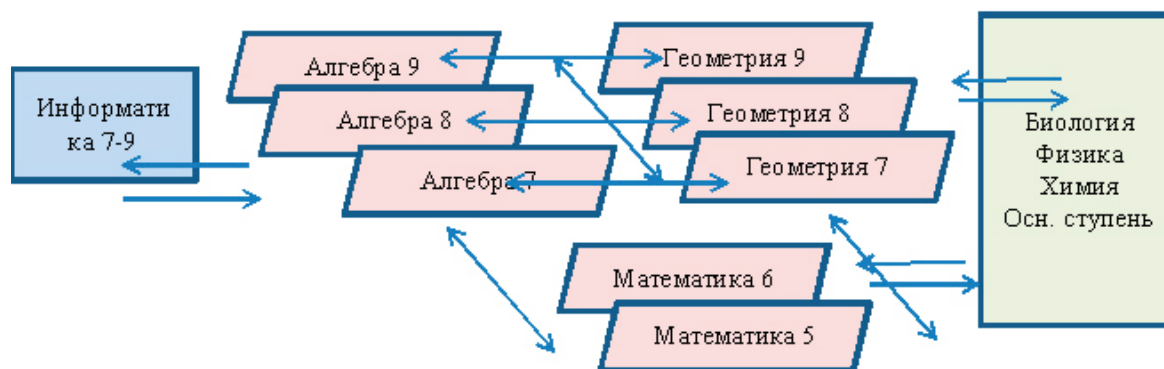 Информати
ка 7-9
Алгебра 9
Алгебра 8
Алгебра 7
Геометрия 9
Геометрия 8
Геометрия 7
Математика 6
Математика 5
Биология
Физика
Химия
Осн. ступень